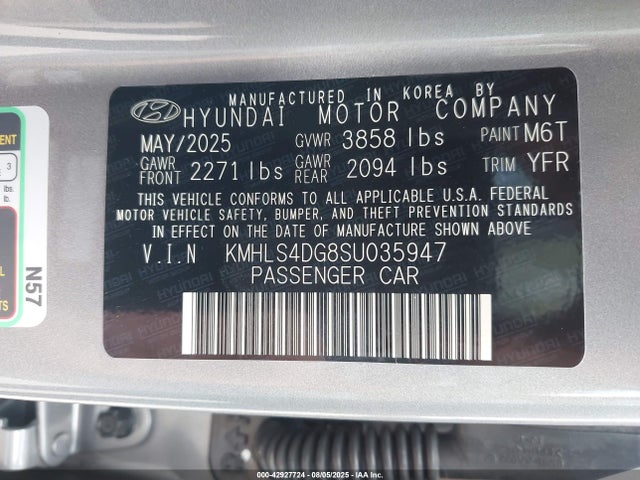 MANUFACTURED IN KOREA BY
HYUNDAI MOTOR COMPANY
MAY/2025 GVWR 3858 lbs PAINT M6T
GAWR FRONT 2271 lbs GAWR REAR 2094 lbs TRIM YFR
THIS VEHICLE CONFORMS TO ALL APPLICABLE U.S.A. FEDERAL
MOTOR VEHICLE SAFETY, BUMPER, AND THEFT PREVENTION STANDARDS
IN EFFECT ON THE DATE OF MANUFACTURE SHOWN ABOVE.
V.I.N KMHLS4DG8SU035947
PASSENGER CAR
3
lbs.
lb.
N57
000-42927724 - 08/05/2025 - IAA Inc.